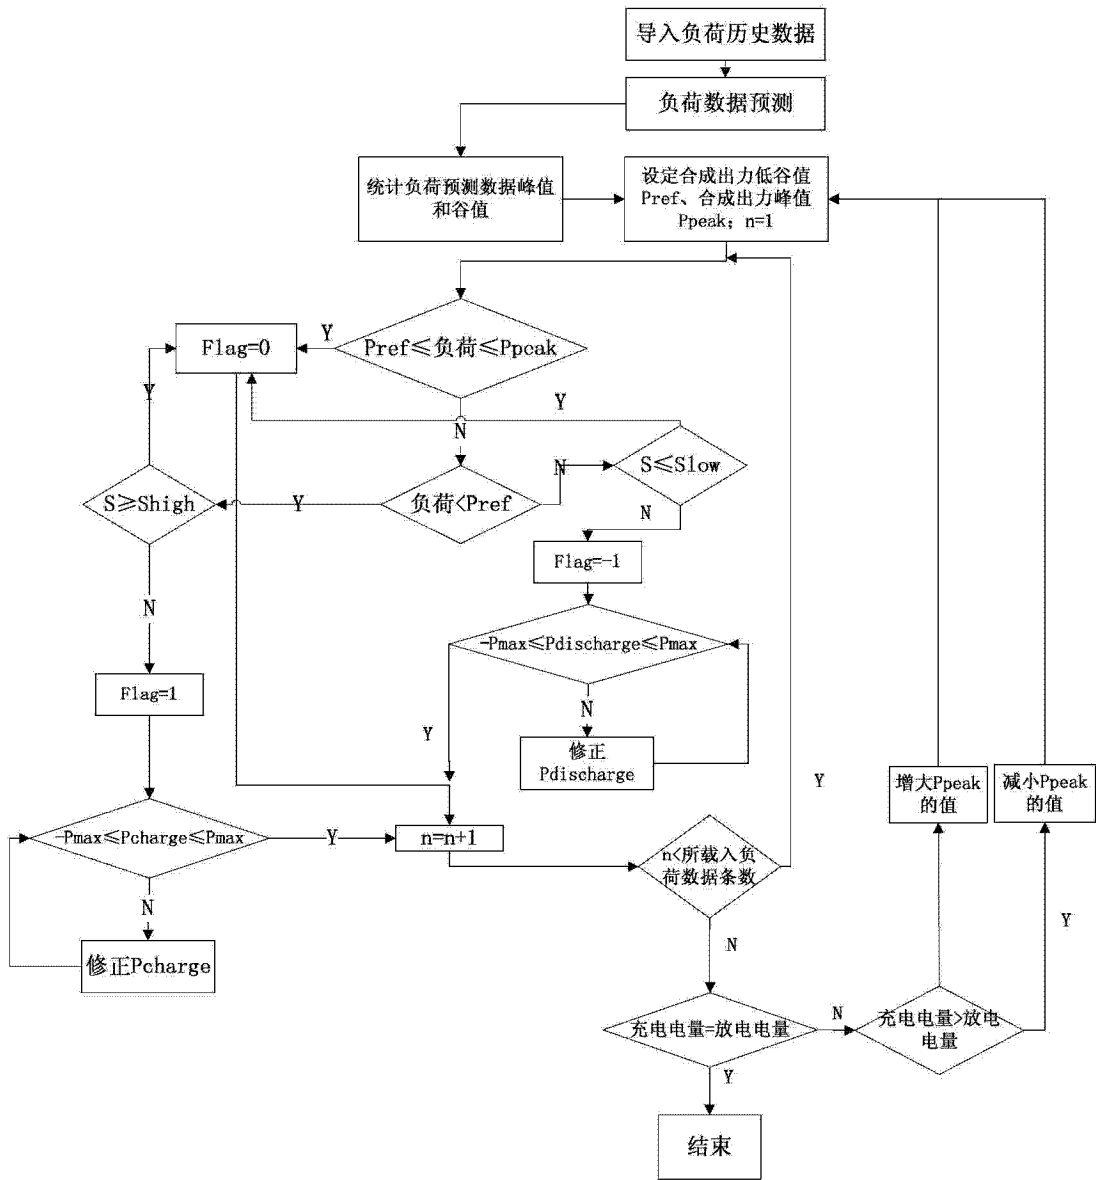 导入负荷历史数据
负荷数据预测
统计负荷预测数据峰值
和谷值
设定合成出力低谷值
Pref、合成出力峰值
Ppeak；n=1
Flag=0
Y
Pref≤负荷≤Ppeak
Y
Y
N
S≤Slow
N
S≥Shigh
Y
负荷<Pref
N
Flag=-1
N
-Pmax≤Pdischarge≤Pmax
Flag=1
N
Y
修正
Pdischarge
Y
增大Ppeak
的值
减小Ppeak
的值
-Pmax≤Pcharge≤Pmax
Y
n=n+1
n<所载入负
荷数据条数
N
Y
N
修正Pcharge
充电电量=放电电量
N
充电电量>放电
电量
Y
结束